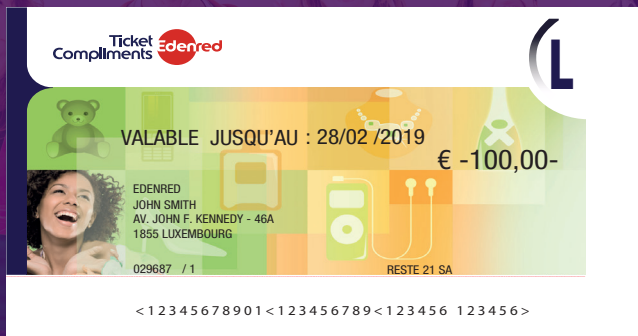 Ticket
Compliments
Edenred
L
VALABLE JUSQU'AU : 28/02 /2019
€ -100,00-
EDENRED
JOHN SMITH
AV. JOHN F. KENNEDY - 46A
1855 LUXEMBOURG
029687 / 1
RESTE 21 SA
<12345678901<123456789<123456 123456>